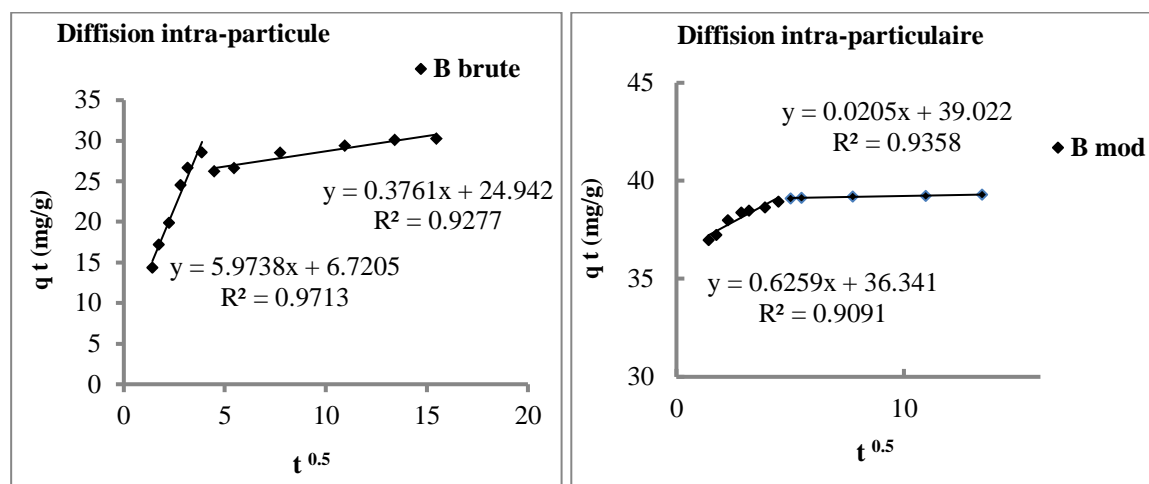 Diffision intra-particule
B brute
35
30
25
20
15
10
5
0
y = 0.3761x + 24.942
R² = 0.9277
y = 5.9738x + 6.7205
R² = 0.9713
0 5 10 15 20
q t (mg/g)
t 0.5
Diffision intra-particulaire
45
40
35
30
y = 0.0205x + 39.022
R² = 0.9358
B mod
y = 0.6259x + 36.341
R² = 0.9091
0 10
q t (mg/g)
t 0.5